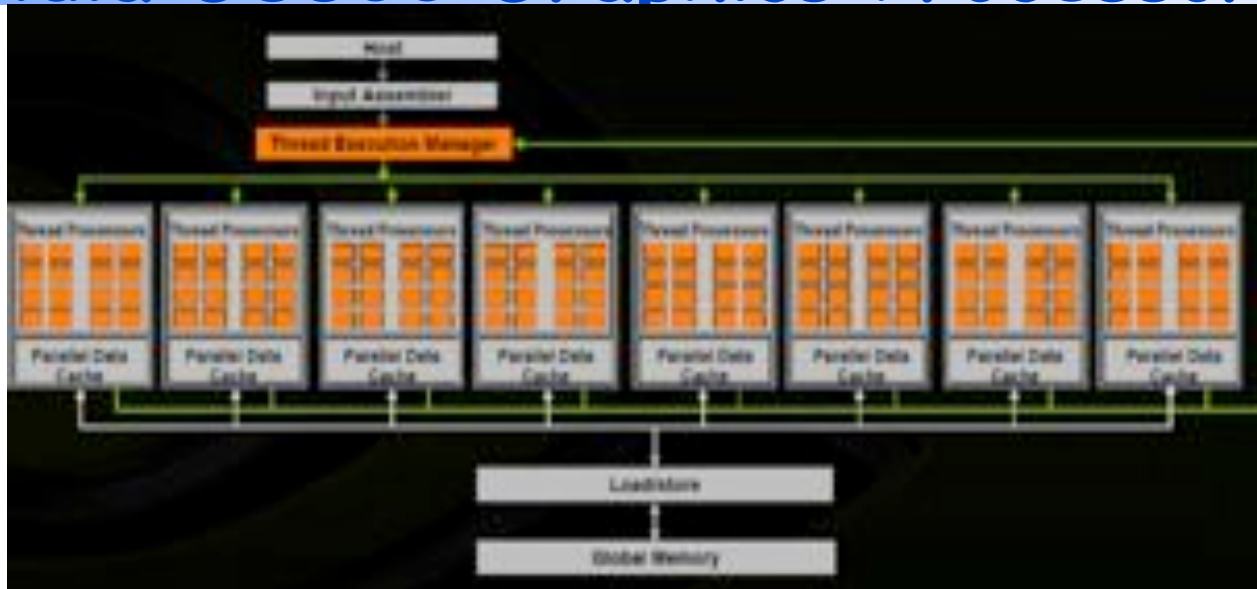 Host
Input Assembler
Thread Execution Manager
Thread Processors Thread Processors Thread Processors Thread Processors Thread Processors Thread Processors Thread Processors Thread Processors
Parallel Data Parallel Data Parallel Data Parallel Data Parallel Data Parallel Data Parallel Data Parallel Data
Cache Cache Cache Cache Cache Cache Cache Cache
Load/store
Global Memory